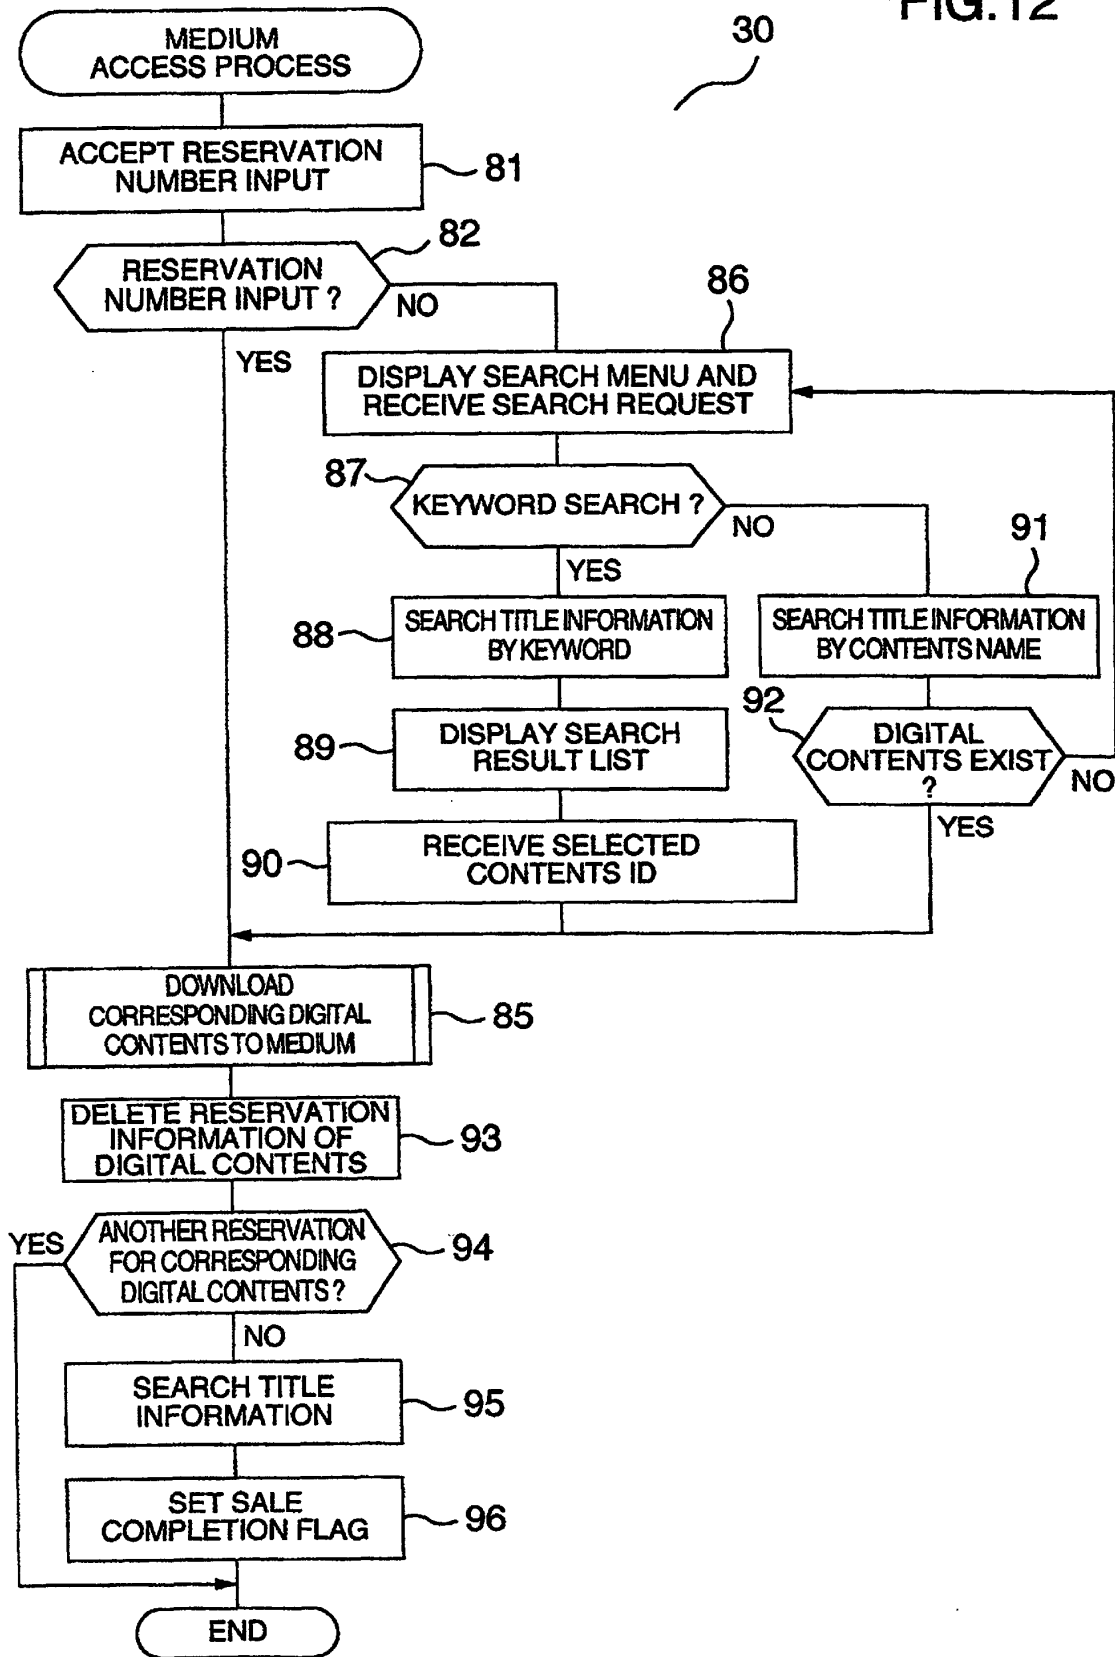 FIG.12
30
MEDIUM
ACCESS PROCESS
ACCEPT RESERVATION
NUMBER INPUT
81
82
RESERVATION
NUMBER INPUT ?
NO
YES
86
DISPLAY SEARCH MENU AND
RECEIVE SEARCH REQUEST
87
KEYWORD SEARCH ?
NO
YES
91
88
SEARCH TITLE INFORMATION
BY KEYWORD
SEARCH TITLE INFORMATION
BY CONTENTS NAME
89
DISPLAY SEARCH
RESULT LIST
92
DIGITAL
CONTENTS EXIST
?
NO
YES
90
RECEIVE SELECTED
CONTENTS ID
DOWNLOAD
CORRESPONDING DIGITAL
CONTENTS TO MEDIUM
85
DELETE RESERVATION
INFORMATION OF
DIGITAL CONTENTS
93
YES
ANOTHER RESERVATION
FOR CORRESPONDING
DIGITAL CONTENTS ?
94
NO
SEARCH TITLE
INFORMATION
95
SET SALE
COMPLETION FLAG
96
END